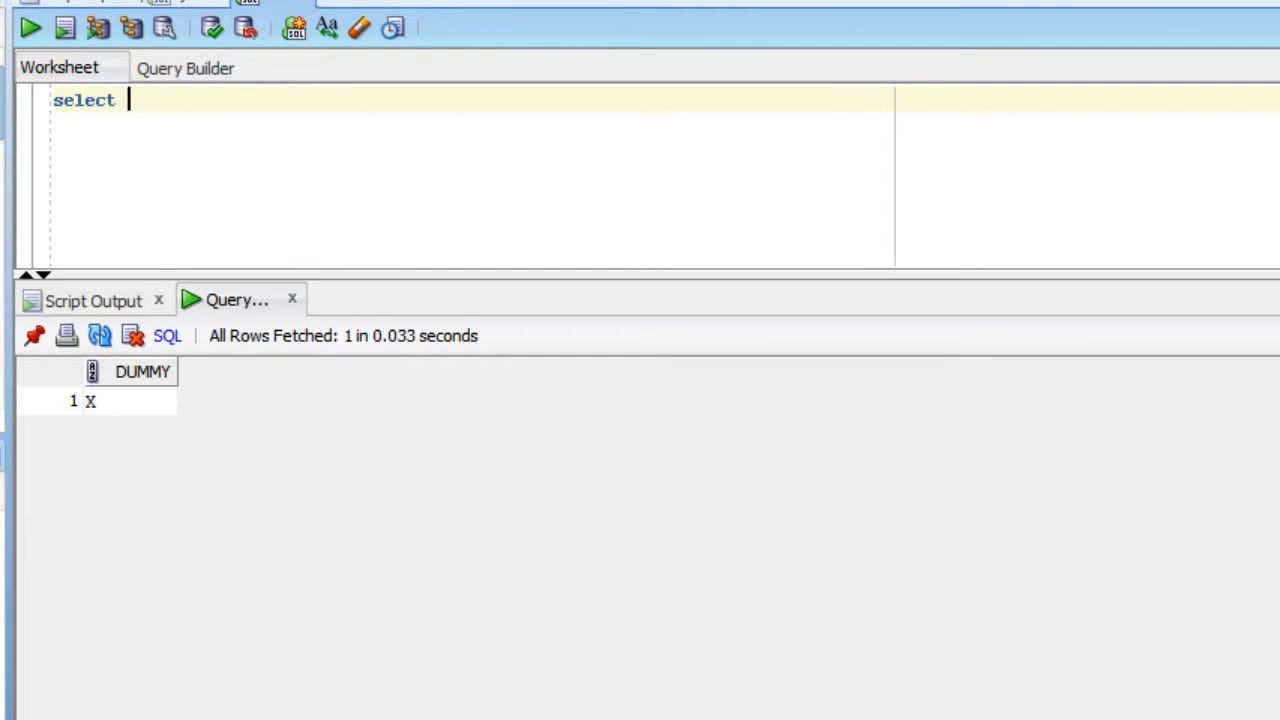 Worksheet Query Builder
select
Script Output x Query... x
SQL All Rows Fetched: 1 in 0.033 seconds
DUMMY
1 X